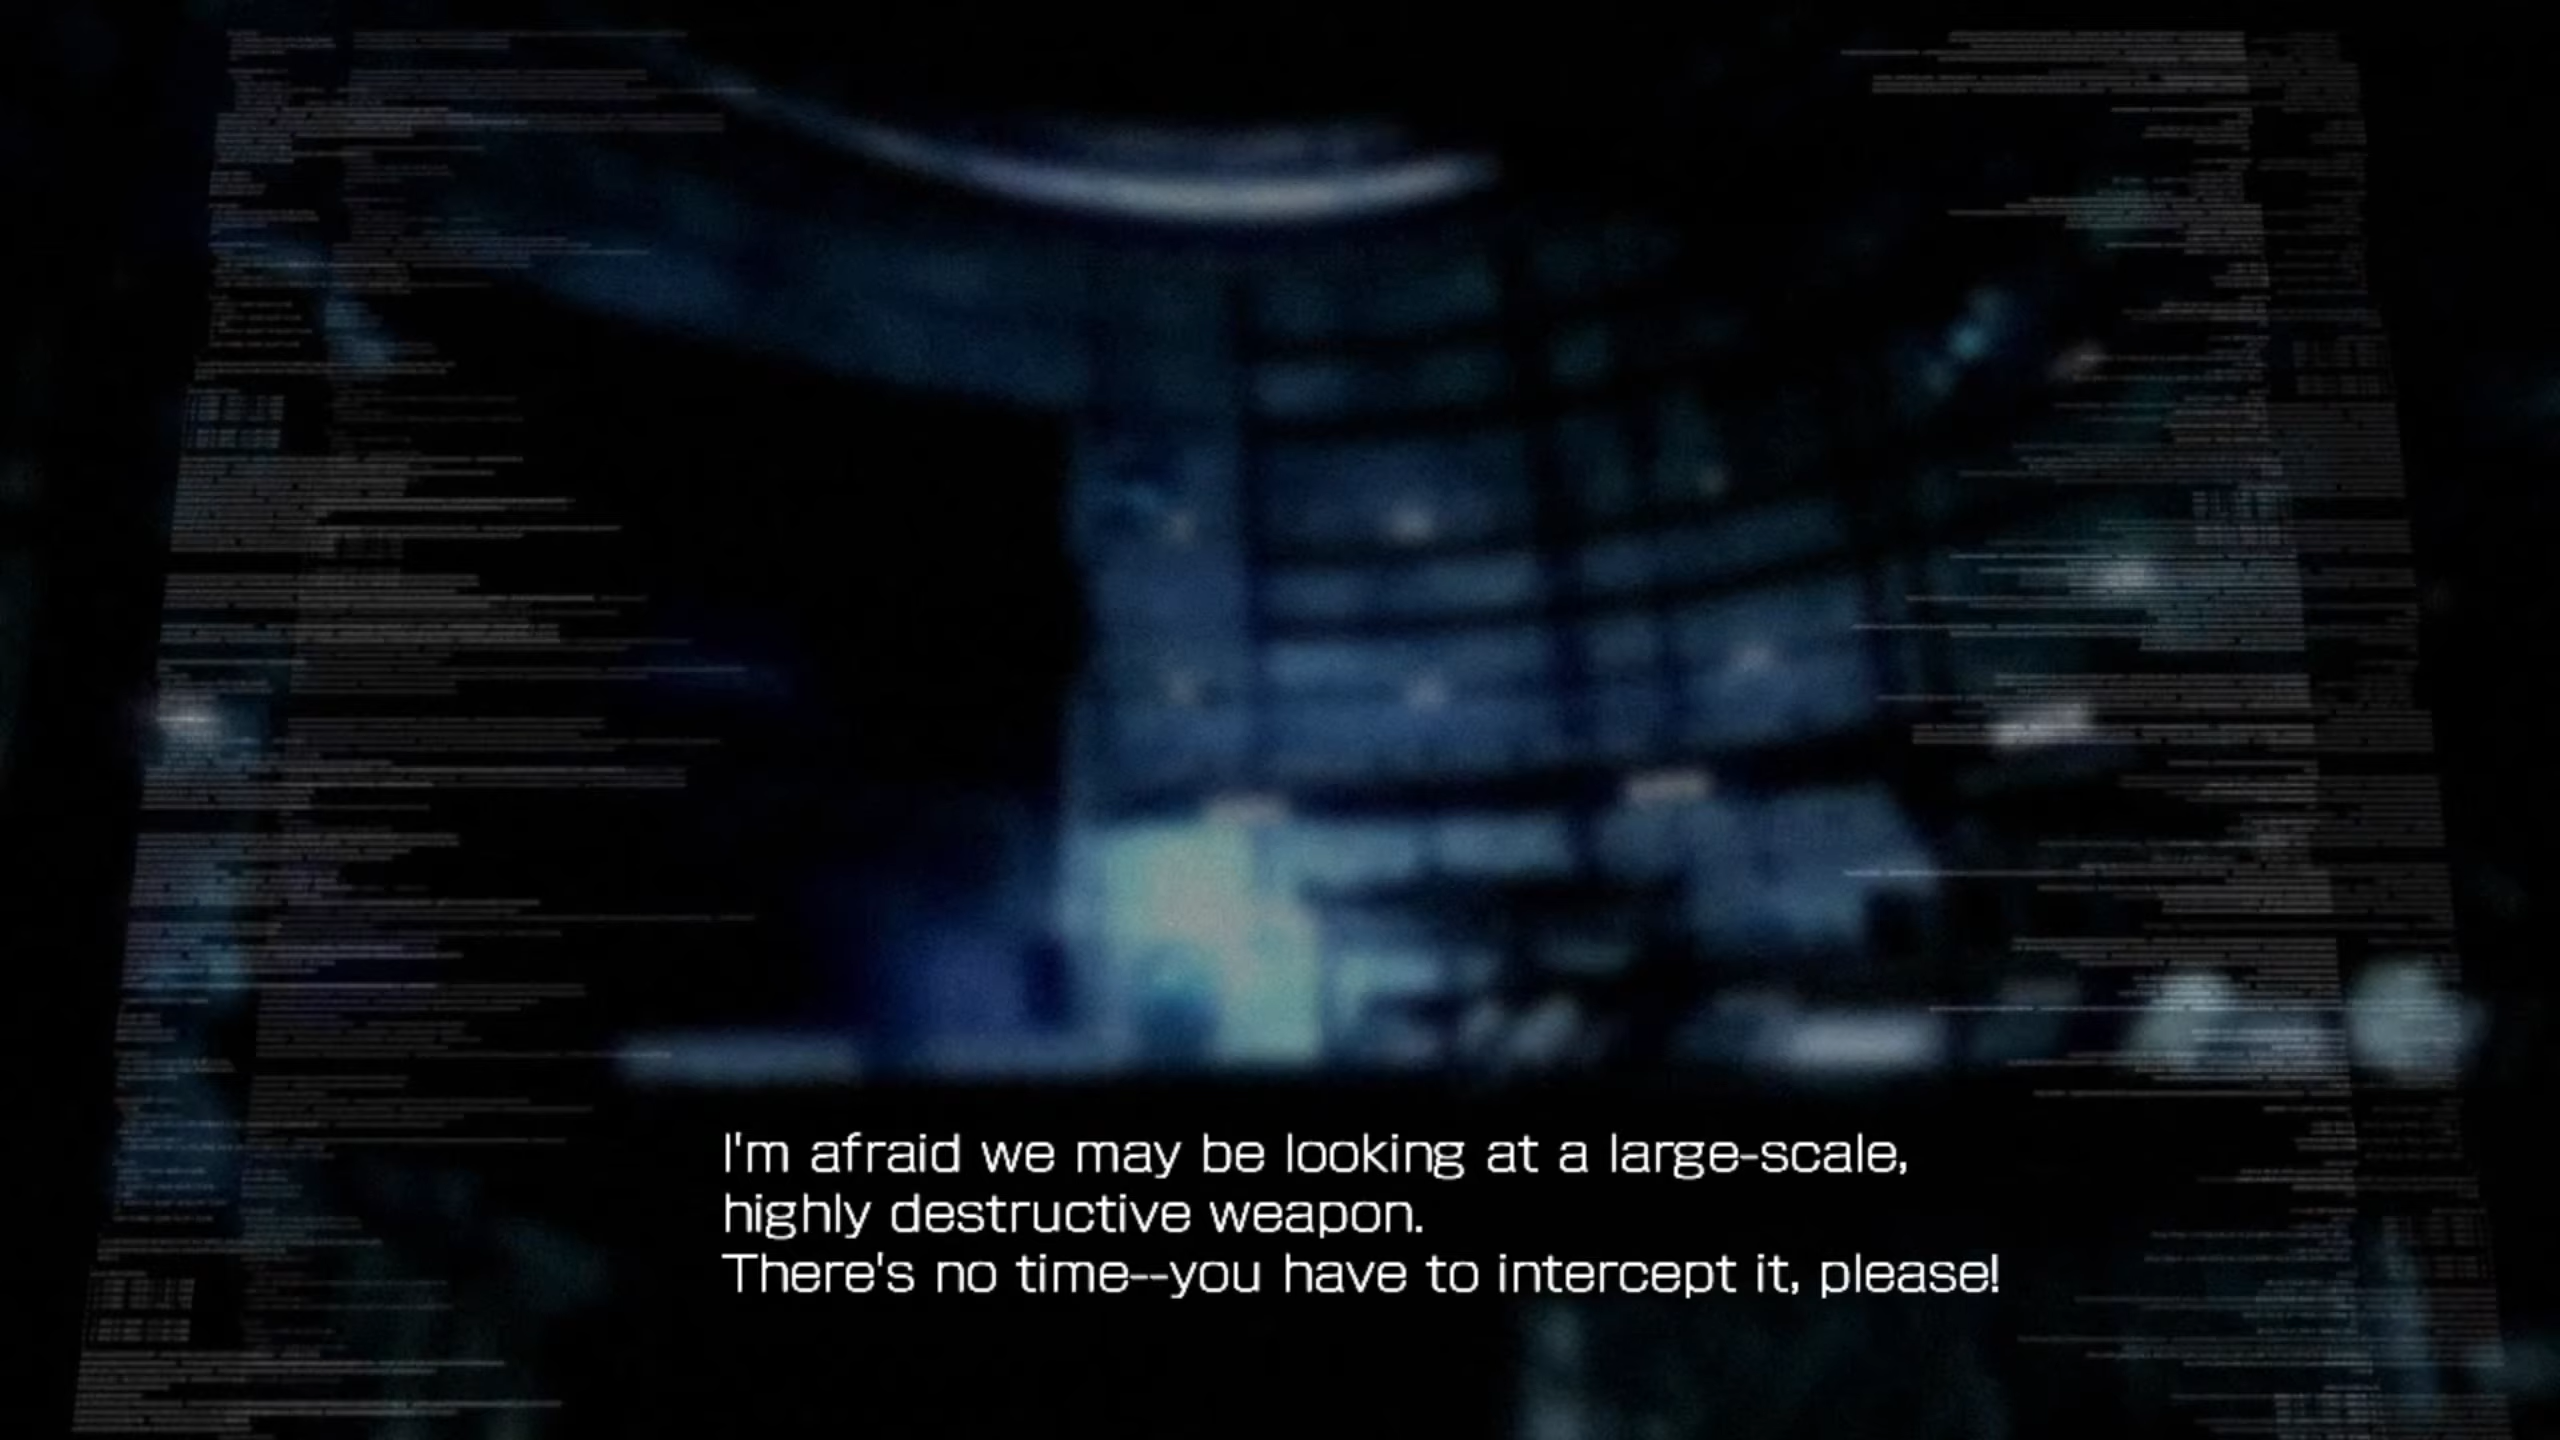 I'm afraid we may be looking at a large-scale,
highly destructive weapon.
There's no time--you have to intercept it, please!